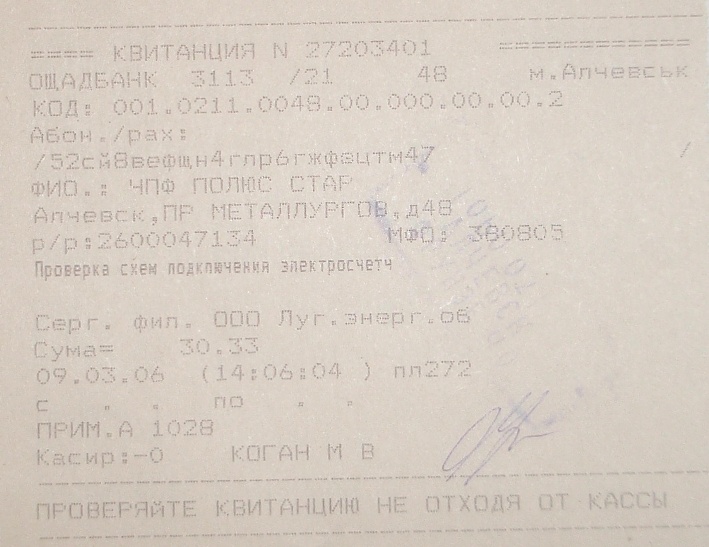 ==== КВИТАНЦИЯ N 27203401 ============
ОЩАДБАНК 3113 /21 48 м.Алчевськ
КОД: 001.0211.0048.00.000.00.00.2
Абон./рах:
/52сй8вефщн4глр6гжфэцтм47 /
ФИО.: ЧПФ ПОЛЮС СТАР
Алчевск,ПР МЕТАЛЛУРГОВ,д48
р/р:2600047134 МФО: 380805
Проверка схем подключения электросчетч
Серг. фил. ООО Луг.энерг.об
Сума= 30.33
09.03.06 (14:06:04 ) пл272
с . . по . .
ПРИМ.А 1028
Касир:-0 КОГАН М В
ПРОВЕРЯйТЕ КВИТАНЦИЮ НЕ ОТХОДЯ ОТ КАССЫ